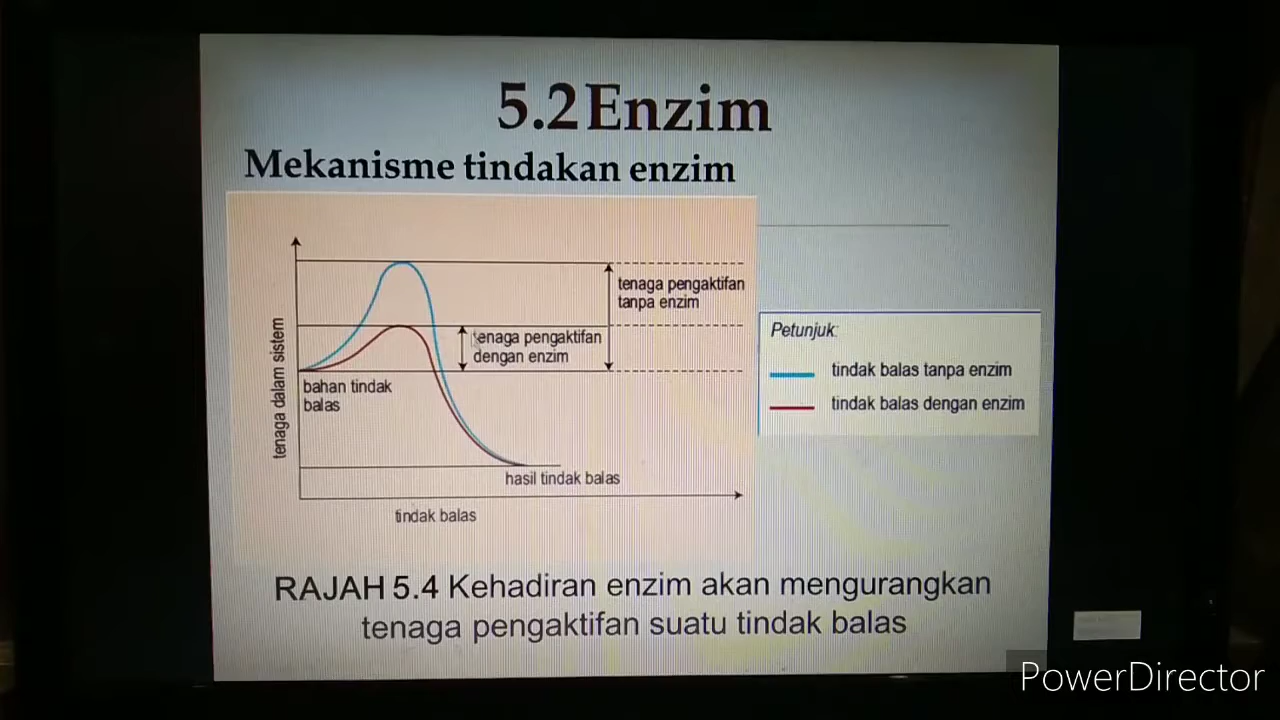 5.2 Enzim
Mekanisme tindakan enzim
tenaga dalam sistem
tenaga pengaktifan
tanpa enzim
tenaga pengaktifan
dengan enzim
bahan tindak
balas
hasil tindak balas
tindak balas
Petunjuk:
tindak balas tanpa enzim
tindak balas dengan enzim
RAJAH 5.4 Kehadiran enzim akan mengurangkan
tenaga pengaktifan suatu tindak balas
PowerDirector